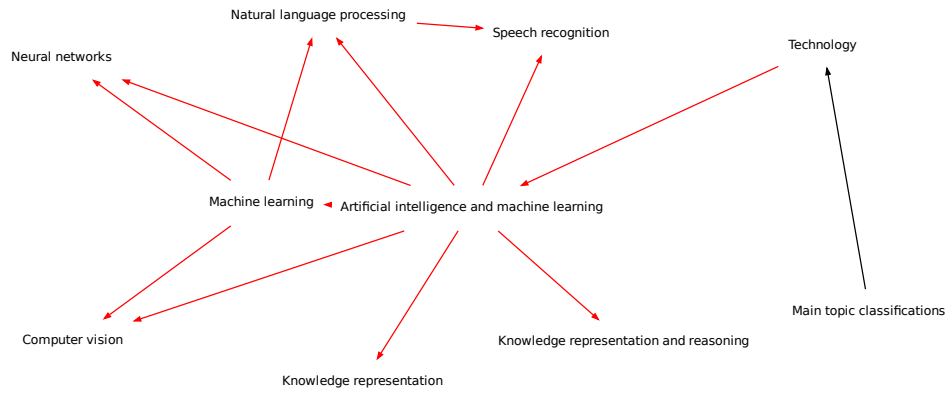 Natural language processing
Speech recognition
Technology
Neural networks
Machine learning
Artificial intelligence and machine learning
Main topic classifications
Computer vision
Knowledge representation and reasoning
Knowledge representation